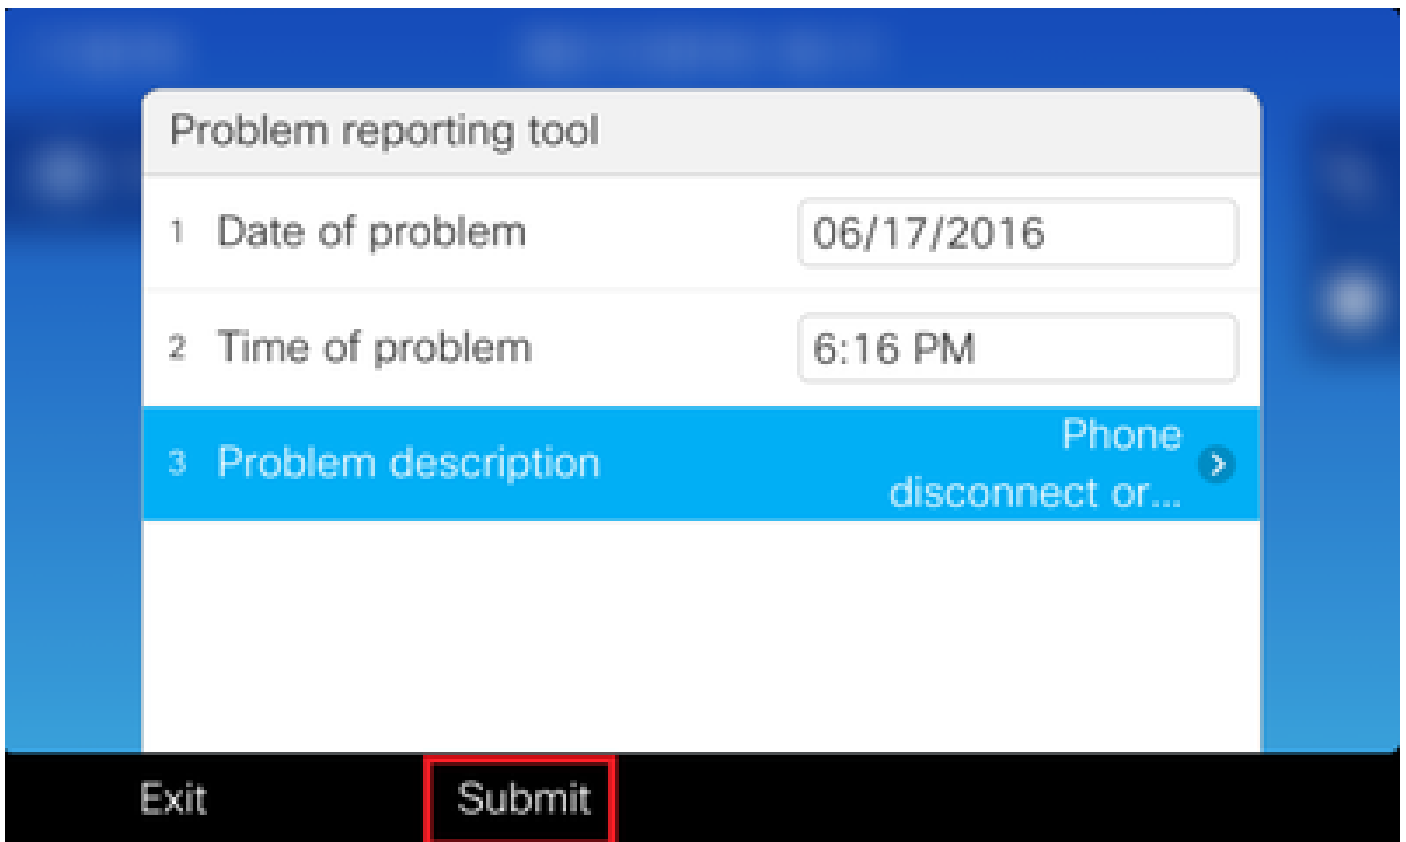 Problem reporting tool
1 Date of problem 06/17/2016
2 Time of problem 6:16 PM
3 Problem description Phone
disconnect or...
Exit Submit